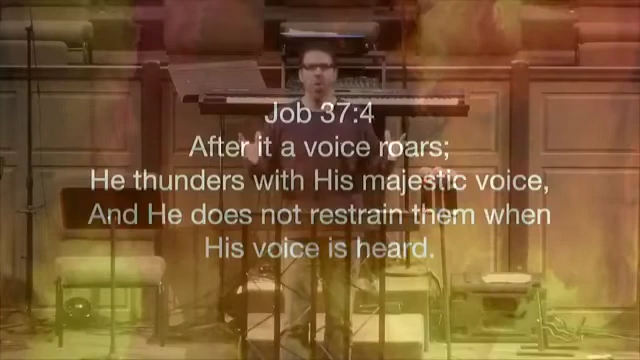 Job 37:4
After it a voice roars;
He thunders with His majestic voice,
And He does not restrain them when
His voice is heard.